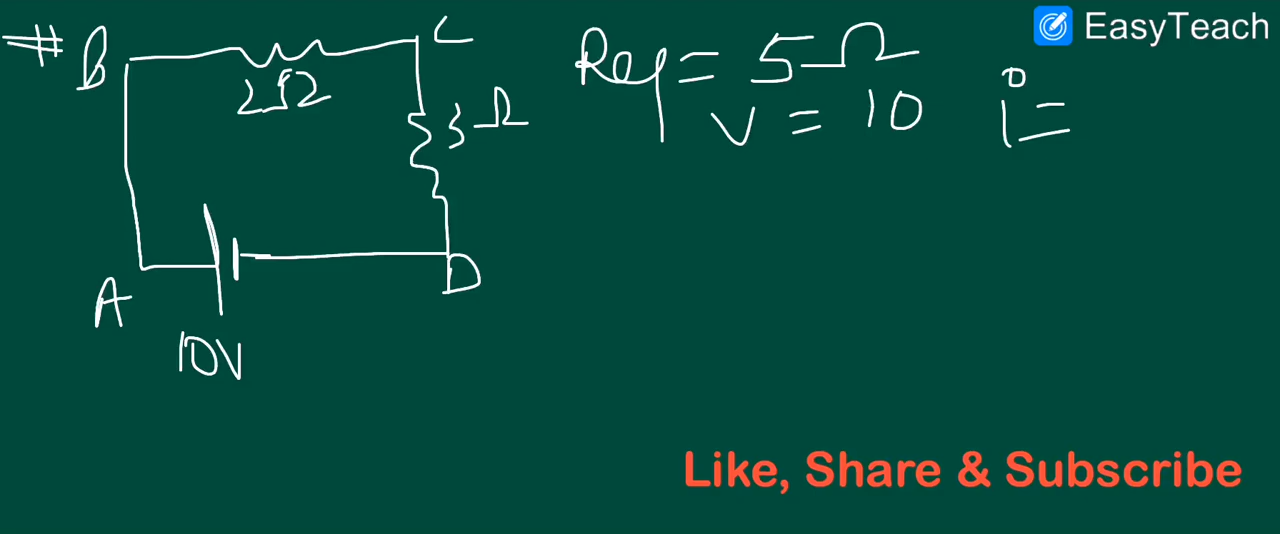 EasyTeach
# B C
2Ω
3Ω
A D
10V
Req = 5Ω
V = 10 i =
Like, Share & Subscribe